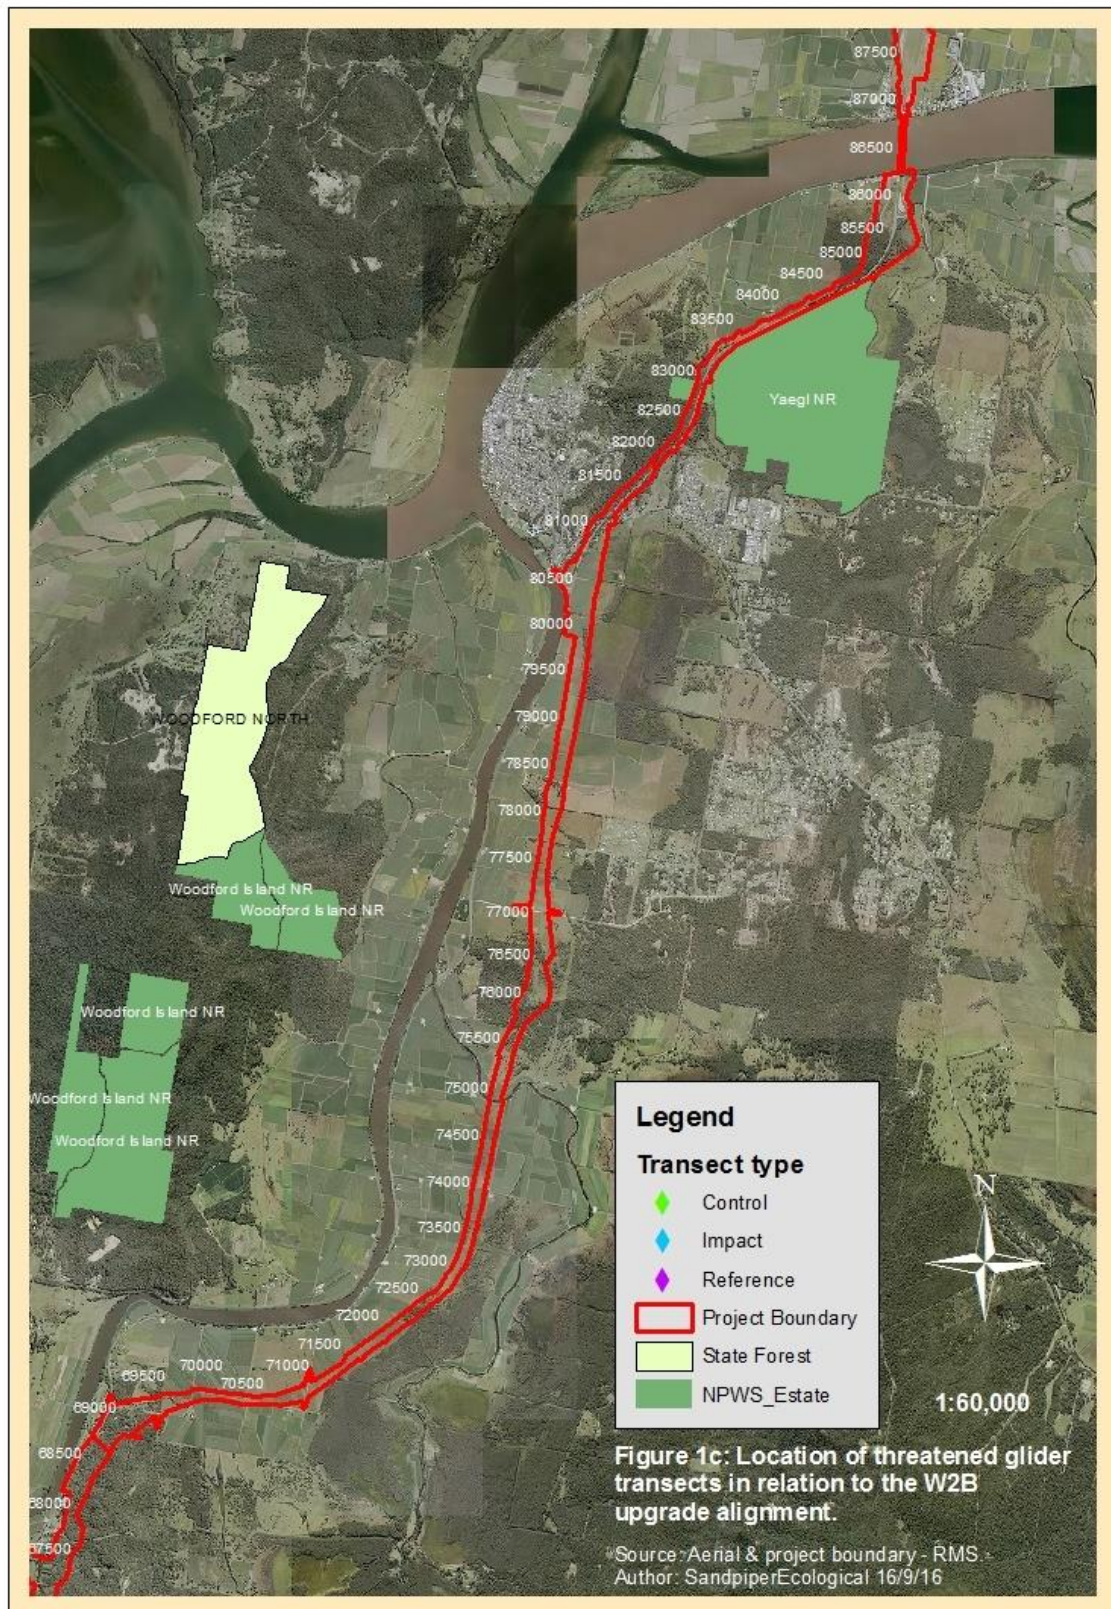 87500
87000
86500
86000
85500
85000
84500
84000
83500
83000
Yaegl NR
82500
82000
81500
81000
80500
80000
79500
79000
WOODFORD NORTH
78500
78000
77500
Woodford Island NR
Woodford Island NR
77000
76500
76000
Woodford Island NR
75500
75000
Woodford Island NR
74500
Woodford Island NR
74000
73500
73000
72500
72000
71500
71000
70500
70000
69500
69000
68500
68000
67500
Legend
Transect type
Control
Impact
Reference
Project Boundary
State Forest
NPWS_Estate
N
1:60,000
Figure 1c: Location of threatened glider
transects in relation to the W2B
upgrade alignment.
Source: Aerial & project boundary - RMS.
Author: SandpiperEcological 16/9/16